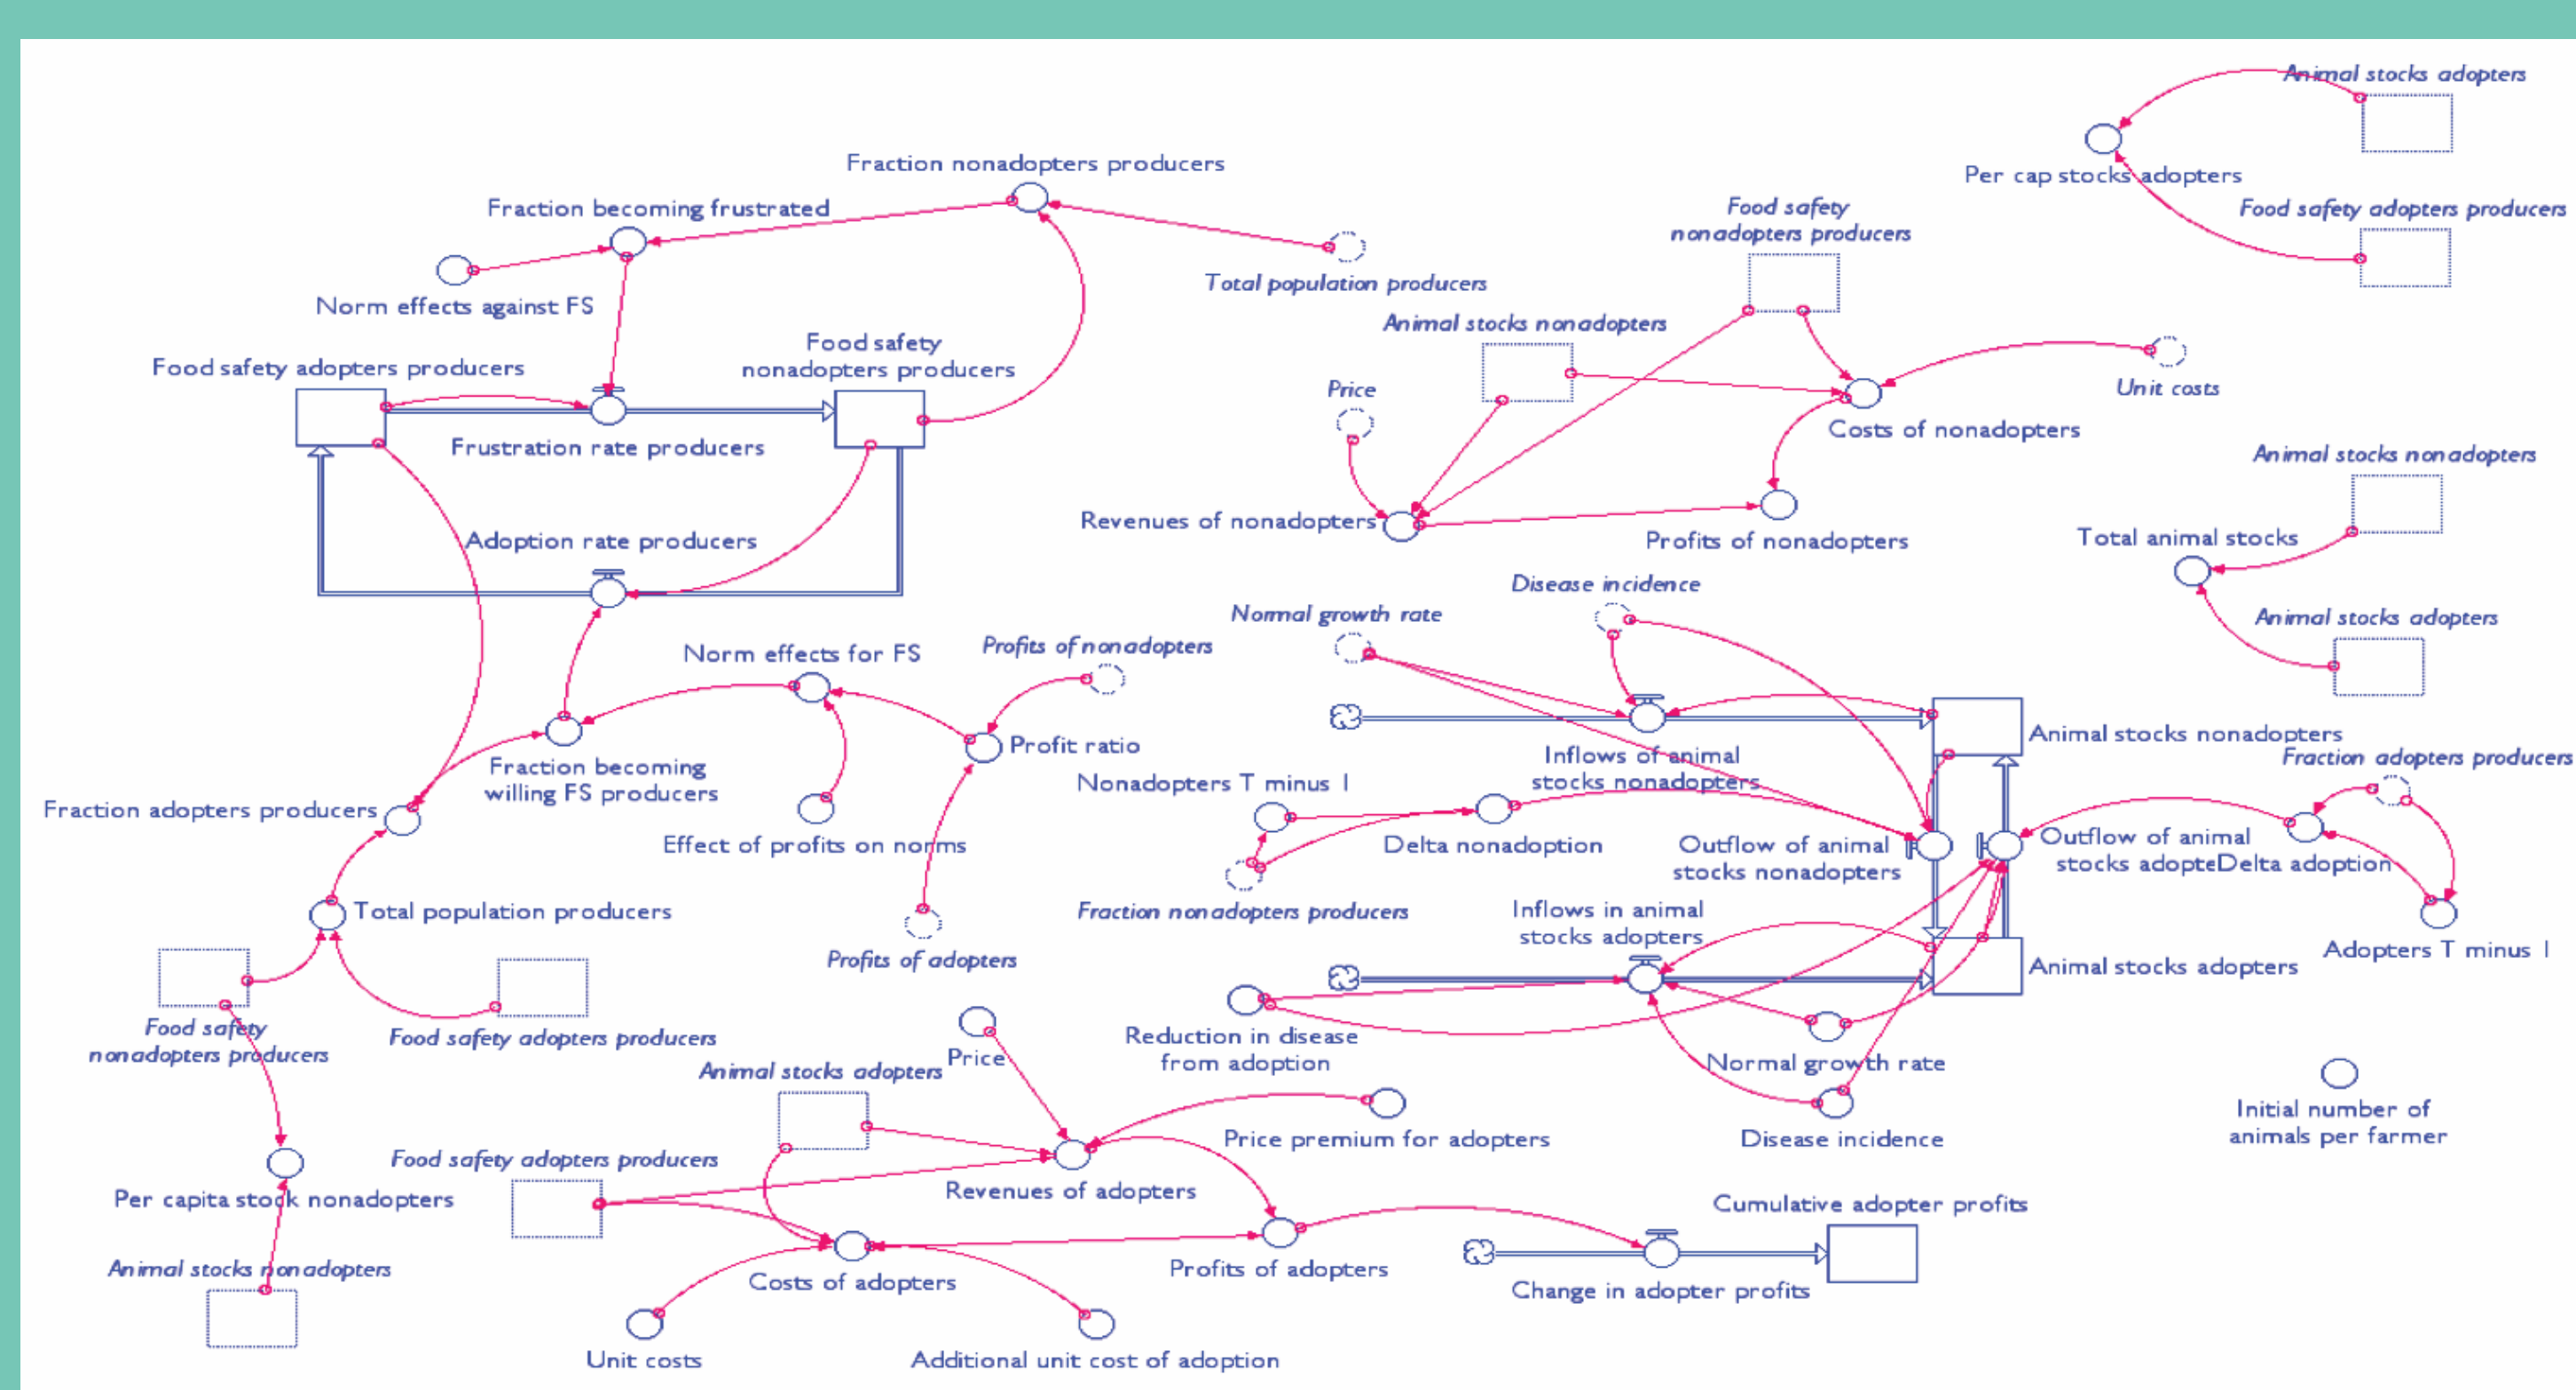 Animal stocks adopters
Per cap stocks adopters
Food safety adopters producers
Fraction nonadopters producers
Fraction becoming frustrated
Norm effects against FS
Total population producers
Food safety
nonadopters producers
Animal stocks nonadopters
Price
Unit costs
Costs of nonadopters
Revenues of nonadopters
Profits of nonadopters
Food safety adopters producers
Food safety
nonadopters producers
Frustration rate producers
Adoption rate producers
Animal stocks nonadopters
Total animal stocks
Animal stocks adopters
Disease incidence
Normal growth rate
Norm effects for FS
Profits of nonadopters
Profit ratio
Fraction becoming
willing FS producers
Fraction adopters producers
Effect of profits on norms
Total population producers
Profits of adopters
Food safety
nonadopters producers
Food safety adopters producers
Inflows of animal
stocks nonadopters
Animal stocks nonadopters
Fraction adopters producers
Nonadopters T minus 1
Delta nonadoption
Outflow of animal
stocks nonadopters
Outflow of animal
stocks adopte
Delta adoption
Fraction nonadopters producers
Inflows in animal
stocks adopters
Animal stocks adopters
Adopters T minus 1
Reduction in disease
from adoption
Normal growth rate
Price
Animal stocks adopters
Price premium for adopters
Disease incidence
Initial number of
animals per farmer
Food safety adopters producers
Per capita stock nonadopters
Revenues of adopters
Cumulative adopter profits
Animal stocks nonadopters
Costs of adopters
Profits of adopters
Change in adopter profits
Unit costs
Additional unit cost of adoption